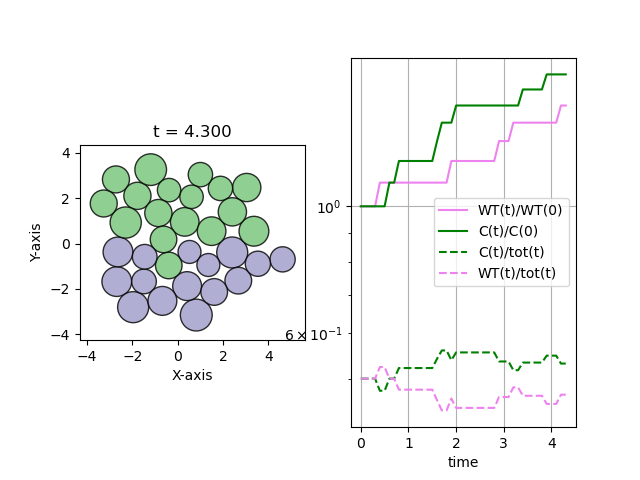 t = 4.300
Y-axis
4
2
0
−2
−4
−4 −2 0 2 4
X-axis
10⁰
6 × 10⁻¹
WT(t)/WT(0)
C(t)/C(0)
C(t)/tot(t)
WT(t)/tot(t)
0 1 2 3 4
time